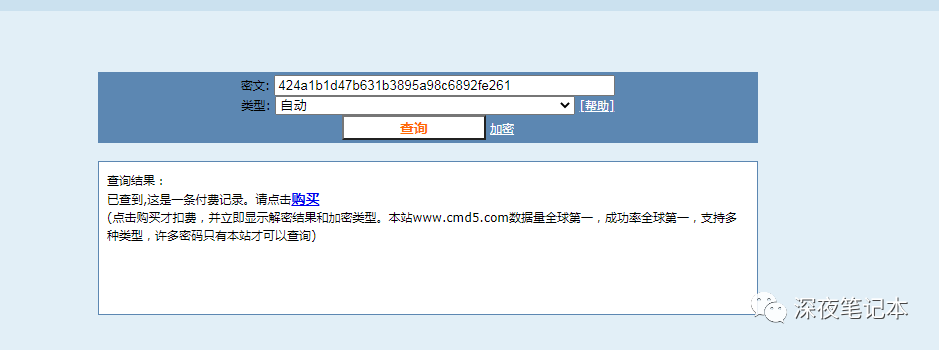 密文: 424a1b1d47b631b3895a98c6892fe261
类型: 自动 [帮助]
查询 加密
查询结果：
已查到,这是一条付费记录。请点击购买
(点击购买才扣费，并立即显示解密结果和加密类型。本站www.cmd5.com数据量全球第一，成功率全球第一，支持多
种类型，许多密码只有本站才可以查询)
深夜笔记本